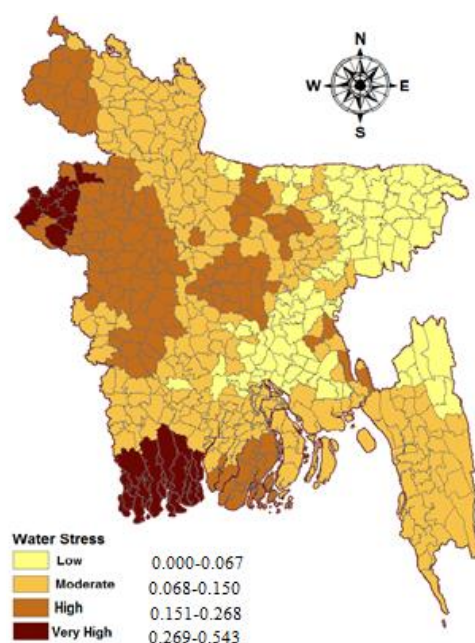 N
W E
S
Water Stress
Low 0.000-0.067
Moderate 0.068-0.150
High 0.151-0.268
Very High 0.269-0.543